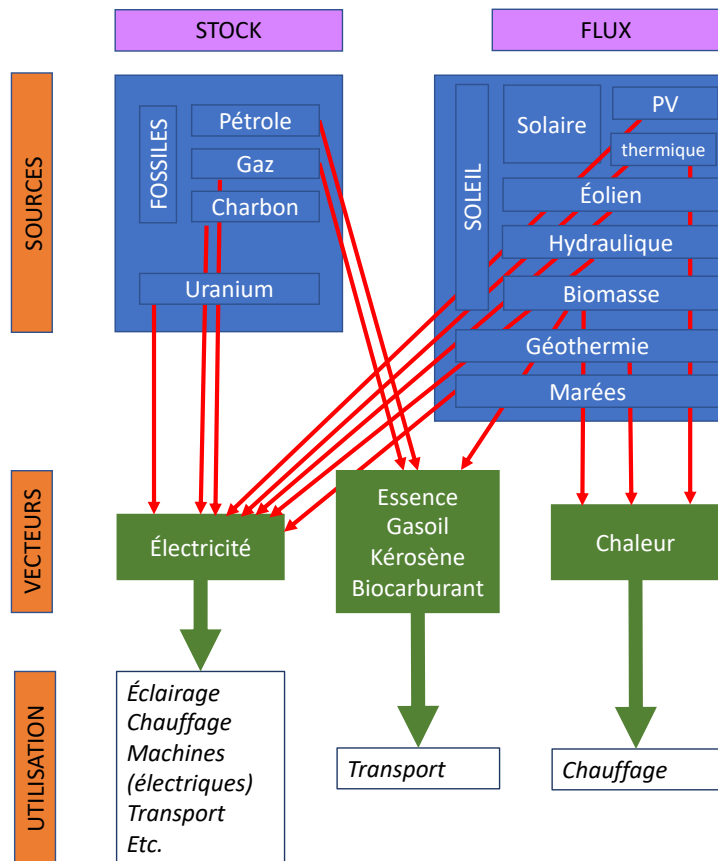 STOCK
FLUX
SOURCES
FOSSILES
Pétrole
Gaz
Charbon
Uranium
SOLEIL
Solaire
PV
thermique
Éolien
Hydraulique
Biomasse
Géothermie
Marées
VECTEURS
Électricité
Essence
Gasoil
Kérosène
Biocarburant
Chaleur
UTILISATION
Éclairage
Chauffage
Machines
(électriques)
Transport
Etc.
Transport
Chauffage